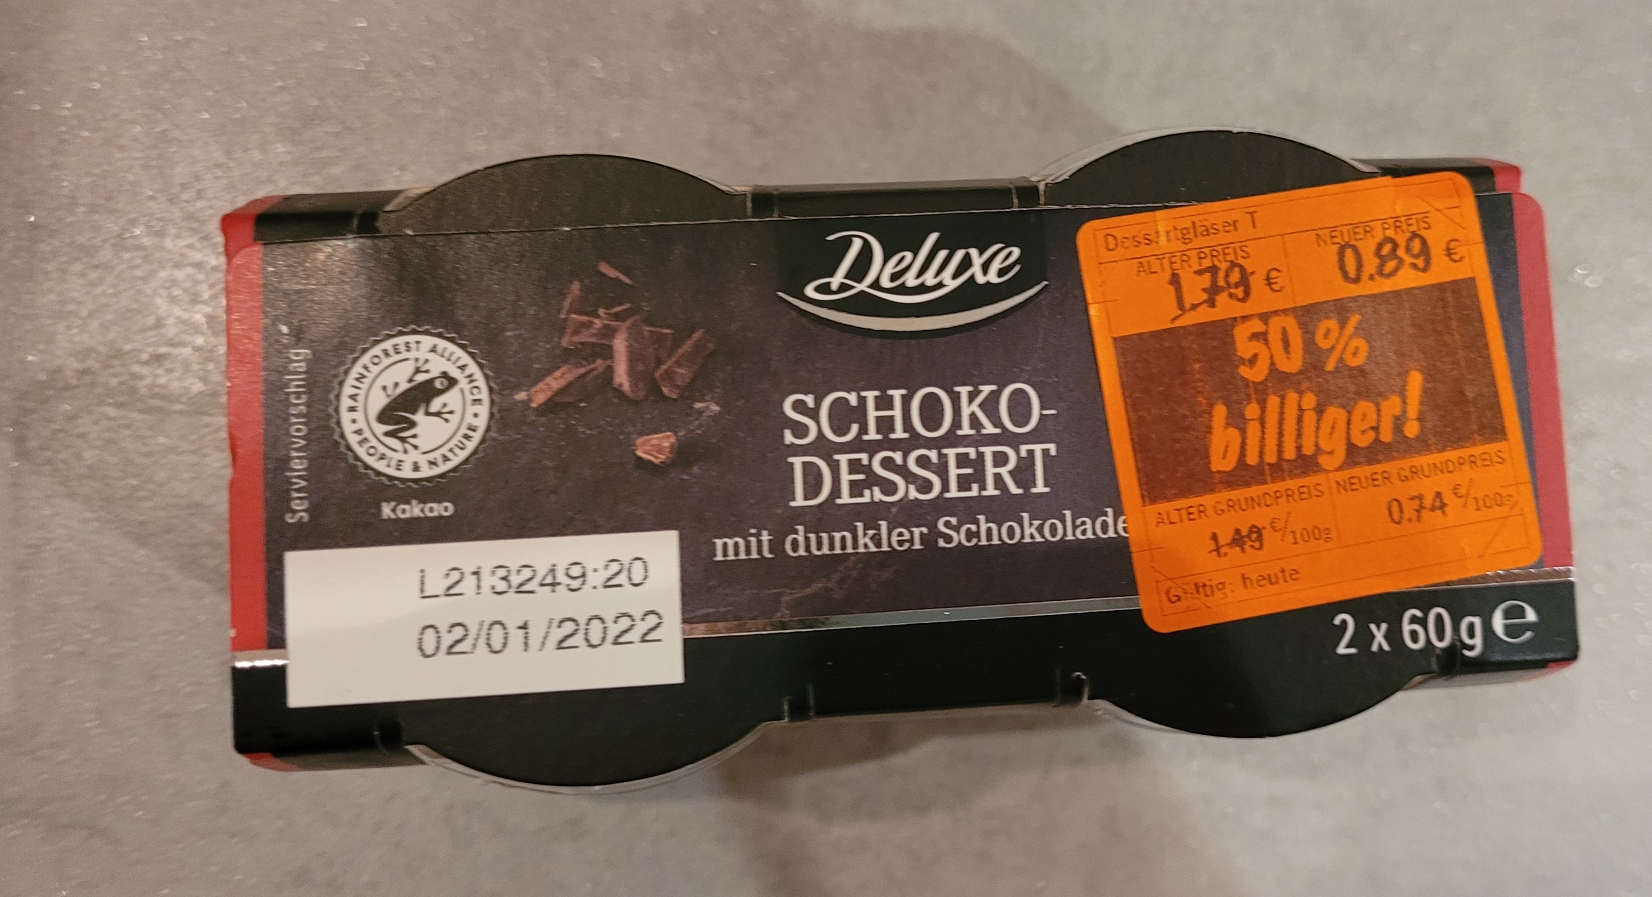 Deluxe
SCHOKO-
DESSERT
mit dunkler Schokolade
Serviervorschlag
RAINFOREST ALLIANCE
PEOPLE & NATURE
Kakao
L213249:20
02/01/2022
Dessertgläser T
ALTER PREIS NEUER PREIS
1.79 € 0.89 €
50 %
billiger!
ALTER GRUNDPREIS NEUER GRUNDPREIS
1.49 €/100g 0.74 €/100g
Gültig: heute
2 x 60g e